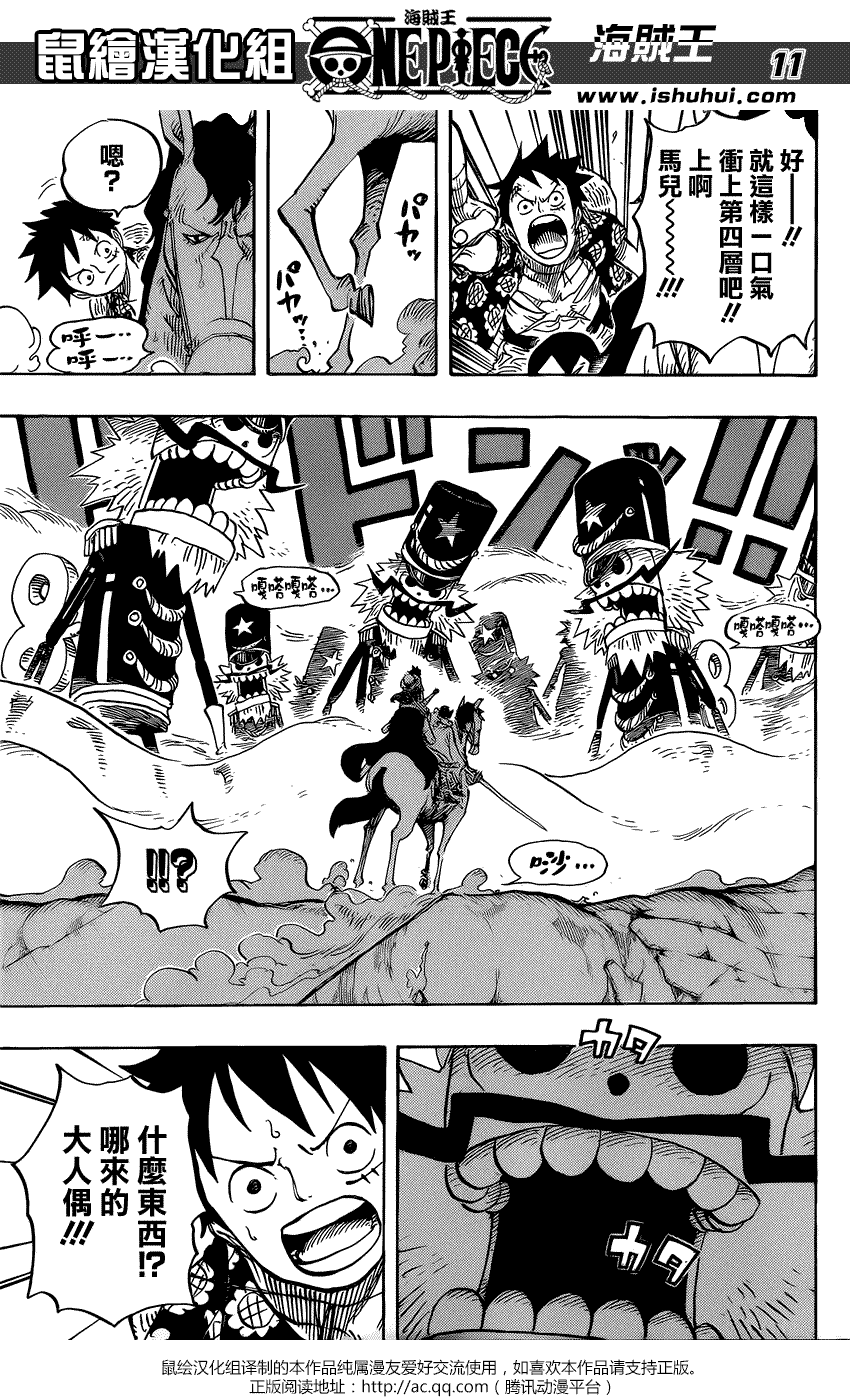 鼠繪漢化組
海賊王
ONE PIECE
海賊王
11
www.ishuhui.com
好——!!
就這樣一口氣
衝上第四層吧!!
上啊
馬兒~~~~!!!
パカッ
パカッ
嗯?
呼一…
呼一…
ドンッ!!
嘎嗒嘎嗒…
嘎嗒嘎嗒…
!!?
唦…
カタ
カタ
什麼東西!?
哪來的
大人偶!!!
鼠绘汉化组译制的本作品纯属漫友爱好交流使用，如喜欢本作品请支持正版。
正版阅读地址：http://ac.qq.com（腾讯动漫平台）